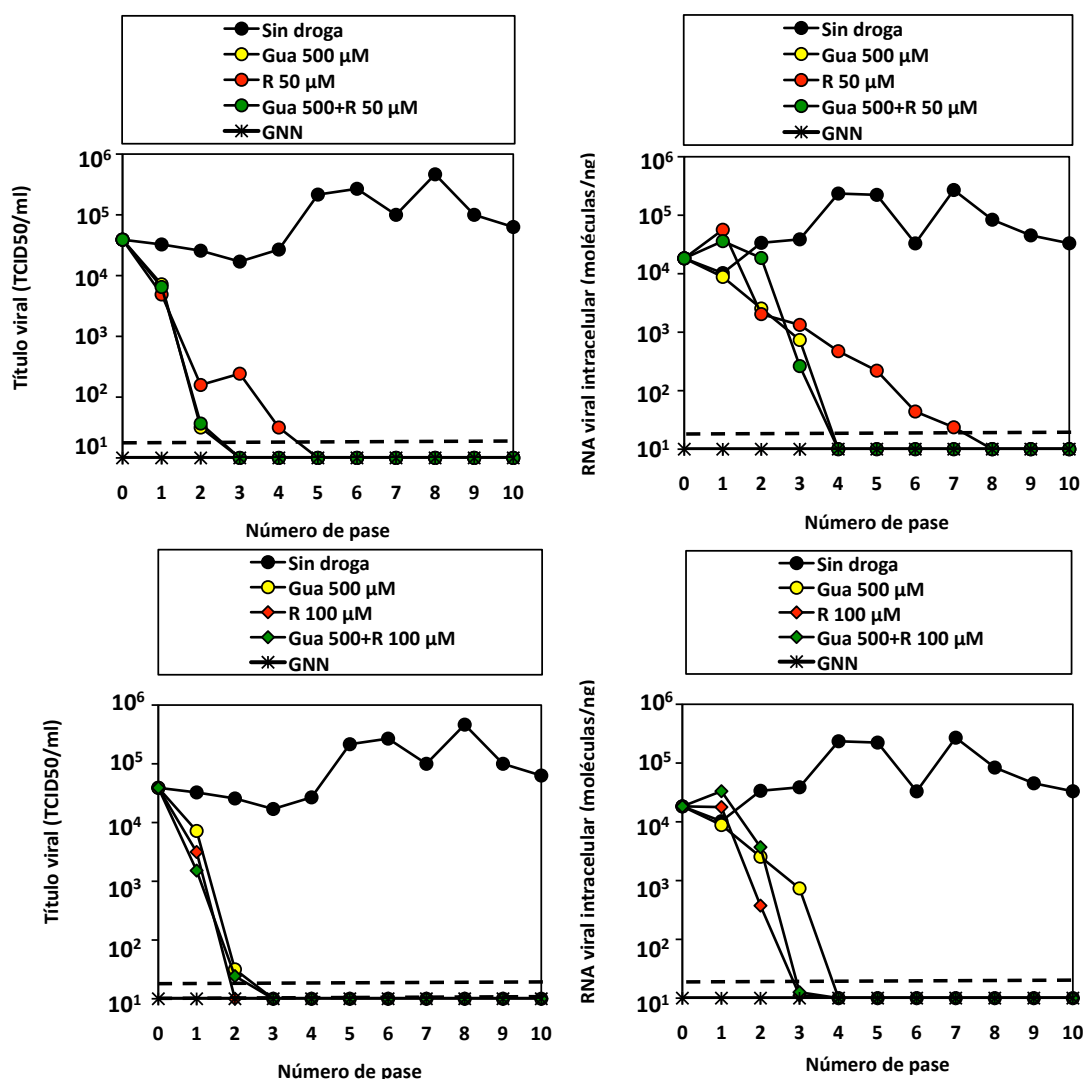 Sin droga
Gua 500 μM
R 50 μM
Gua 500+R 50 μM
GNN
Título viral (TCID50/ml)
10⁶
10⁵
10⁴
10³
10²
10¹
0 1 2 3 4 5 6 7 8 9 10
Número de pase
Sin droga
Gua 500 μM
R 50 μM
Gua 500+R 50 μM
GNN
RNA viral intracelular (moléculas/ng)
10⁶
10⁵
10⁴
10³
10²
10¹
0 1 2 3 4 5 6 7 8 9 10
Número de pase
Sin droga
Gua 500 μM
R 100 μM
Gua 500+R 100 μM
GNN
Título viral (TCID50/ml)
10⁶
10⁵
10⁴
10³
10²
10¹
0 1 2 3 4 5 6 7 8 9 10
Número de pase
Sin droga
Gua 500 μM
R 100 μM
Gua 500+R 100 μM
GNN
RNA viral intracelular (moléculas/ng)
10⁶
10⁵
10⁴
10³
10²
10¹
0 1 2 3 4 5 6 7 8 9 10
Número de pase